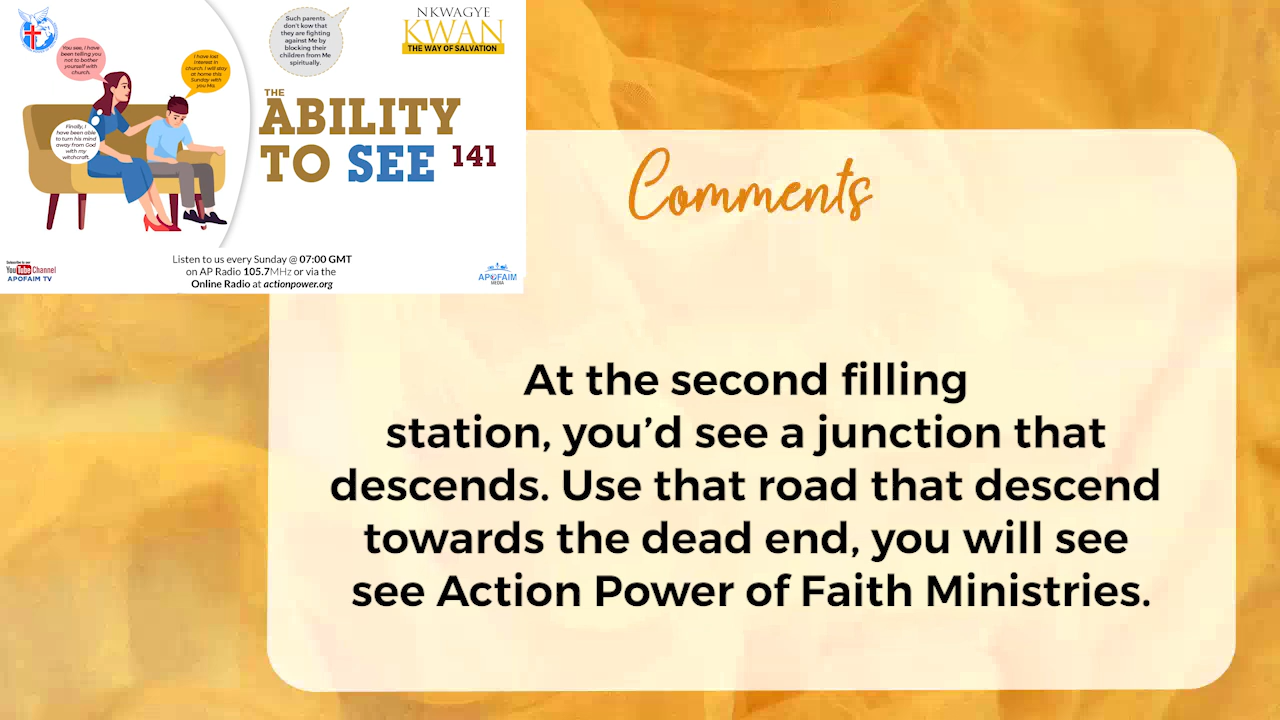 You see, I have
been telling you
not to bother
yourself with
church.
I have lost
interest in
church. I will stay
at home this
Sunday with
you Ma.
Finally, I
have been able
to turn his mind
away from God
with my
witchcraft.
Such parents
don't kow that
they are fighting
against Me by
blocking their
children from Me
spiritually.
NKWAGYE
KWAN
THE WAY OF SALVATION
THE
ABILITY
TO SEE 141
Listen to us every Sunday @ 07:00 GMT
on AP Radio 105.7MHz or via the
Online Radio at actionpower.org
Subscribe to our
YouTube Channel
APOFAIM TV
APOFAIM
MEDIA
Comments
At the second filling
station, you’d see a junction that
descends. Use that road that descend
towards the dead end, you will see
see Action Power of Faith Ministries.